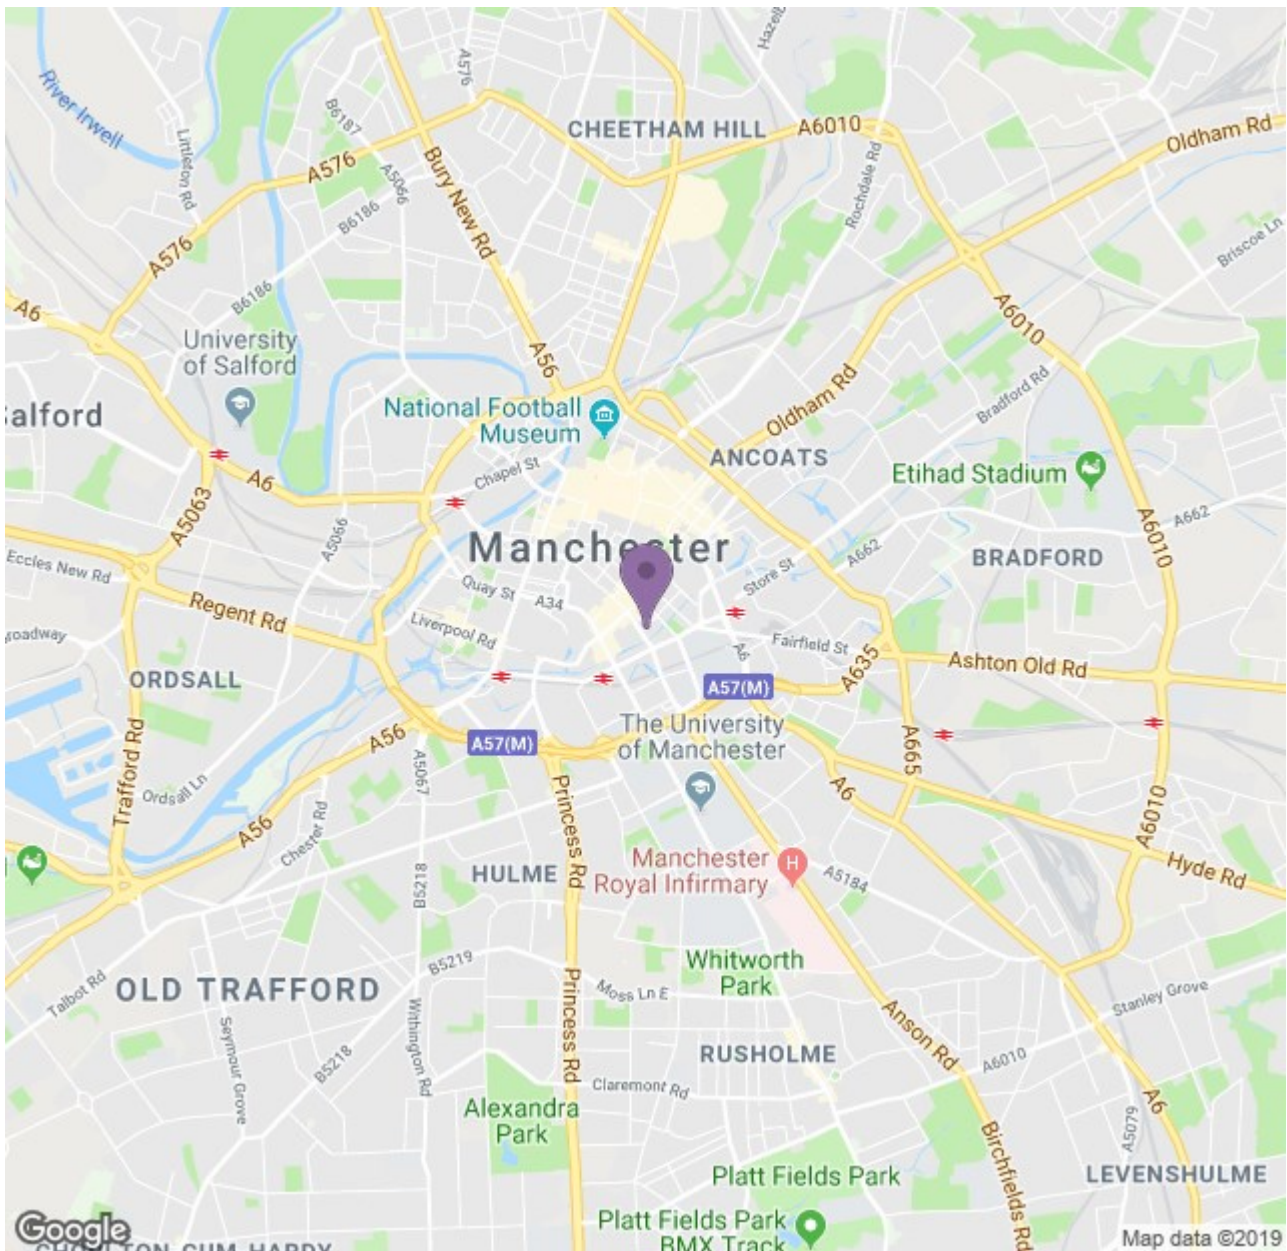 River Irwell
Littleton Rd
A576
B6187
A5066
A576
B6186
Bury New Rd
CHEETHAM HILL
A6010
Oldham Rd
Rochdale Rd
Briscoe Ln
A576
B6186
A6
University
of Salford
A56
A6010
National Football
Museum
Oldham Rd
Bradford Rd
ANCOATS
Etihad Stadium
A6
Chapel St
A5063
A5066
A662
A6010
Manchester
A662
BRADFORD
Eccles New Rd
Regent Rd
Quay St
A34
Store St
Liverpool Rd
Fairfield St
A6
A635
Ashton Old Rd
ORDSALL
A57(M)
A56
A57(M)
The University
of Manchester
A665
Trafford Rd
Ordsall Ln
A5067
A6
A56
Chester Rd
Princess Rd
A6010
HULME
B5218
Manchester
Royal Infirmary
H
A5184
Hyde Rd
Talbot Rd
OLD TRAFFORD
B5219
Whitworth
Park
Moss Ln E
Princess Rd
Stanley Grove
Seymour Grove
B5218
Withington Rd
Anson Rd
RUSHOLME
A6010
Claremont Rd
A6
Alexandra
Park
A5079
Birchfields Rd
Platt Fields Park
LEVENSHULME
Platt Fields Park
BMX Track
Google
Map data ©2019